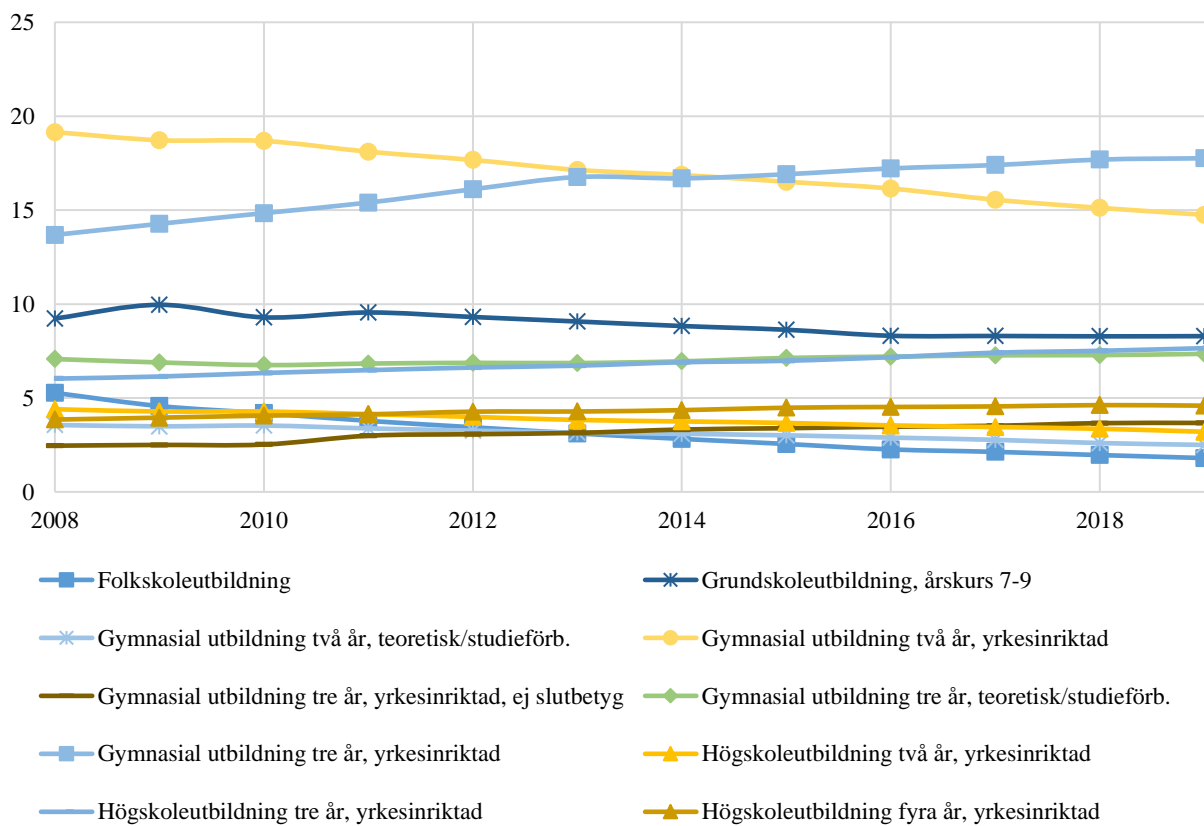 25
20
15
10
5
0
2008 2010 2012 2014 2016 2018
Folkskoleutbildning Grundskoleutbildning, årskurs 7-9
Gymnasial utbildning två år, teoretisk/studieförb. Gymnasial utbildning två år, yrkesinriktad
Gymnasial utbildning tre år, yrkesinriktad, ej slutbetyg Gymnasial utbildning tre år, teoretisk/studieförb.
Gymnasial utbildning tre år, yrkesinriktad Högskoleutbildning två år, yrkesinriktad
Högskoleutbildning tre år, yrkesinriktad Högskoleutbildning fyra år, yrkesinriktad